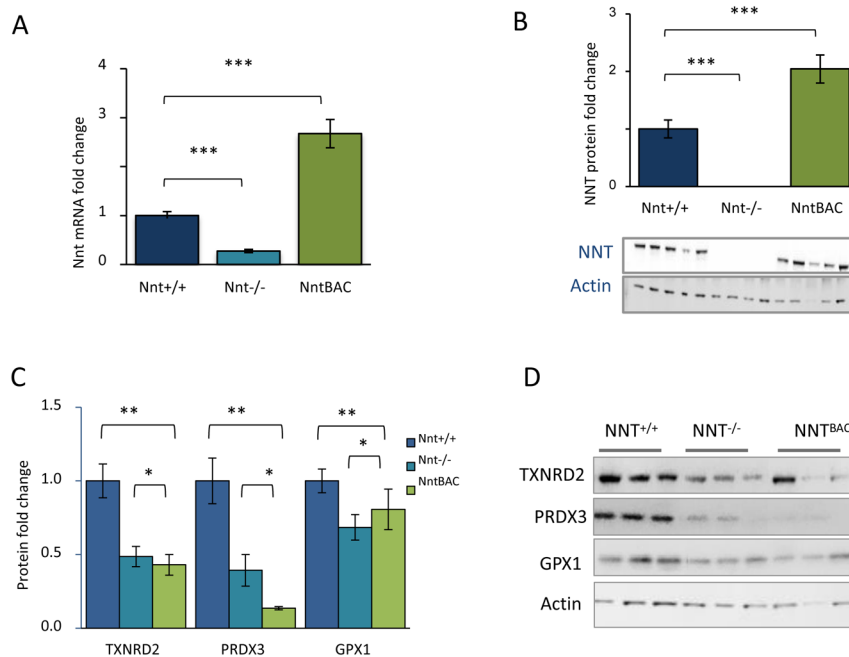 A
Nnt mRNA fold change
4
3
1
0
***
***
Nnt+/+
Nnt-/-
NntBAC
B
NNT protein fold change
3
2
1
0
***
***
Nnt+/+
Nnt-/-
NntBAC
NNT
Actin
C
Protein fold change
1.5
1.0
0.5
0.0
**
*
**
*
**
*
Nnt+/+
Nnt-/-
NntBAC
TXNRD2
PRDX3
GPX1
D
NNT+/+
NNT-/-
NNTBAC
TXNRD2
PRDX3
GPX1
Actin